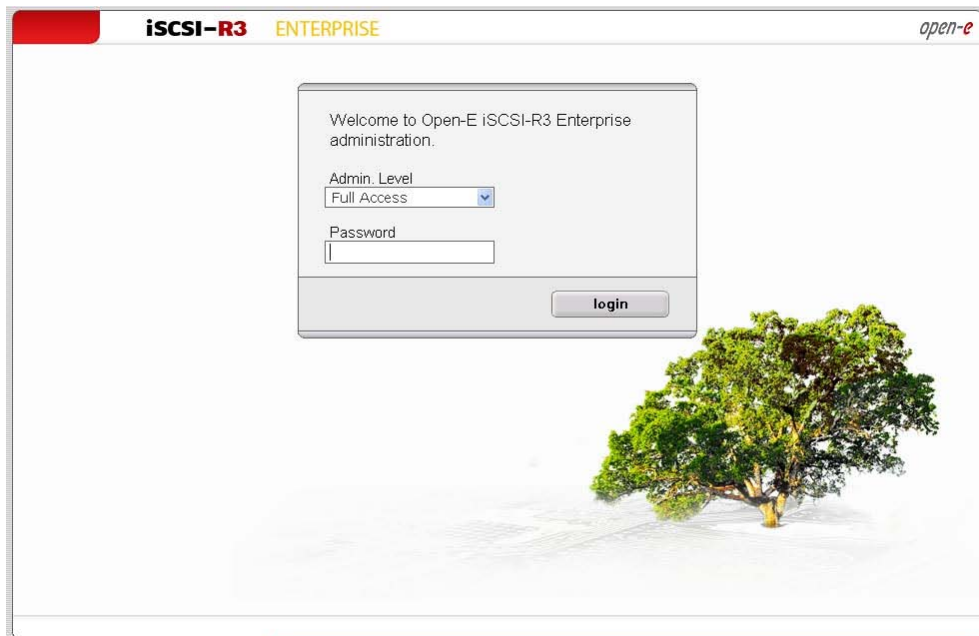 iSCSI-R3 ENTERPRISE
open-e
Welcome to Open-E iSCSI-R3 Enterprise
administration.
Admin. Level
Full Access
Password
login